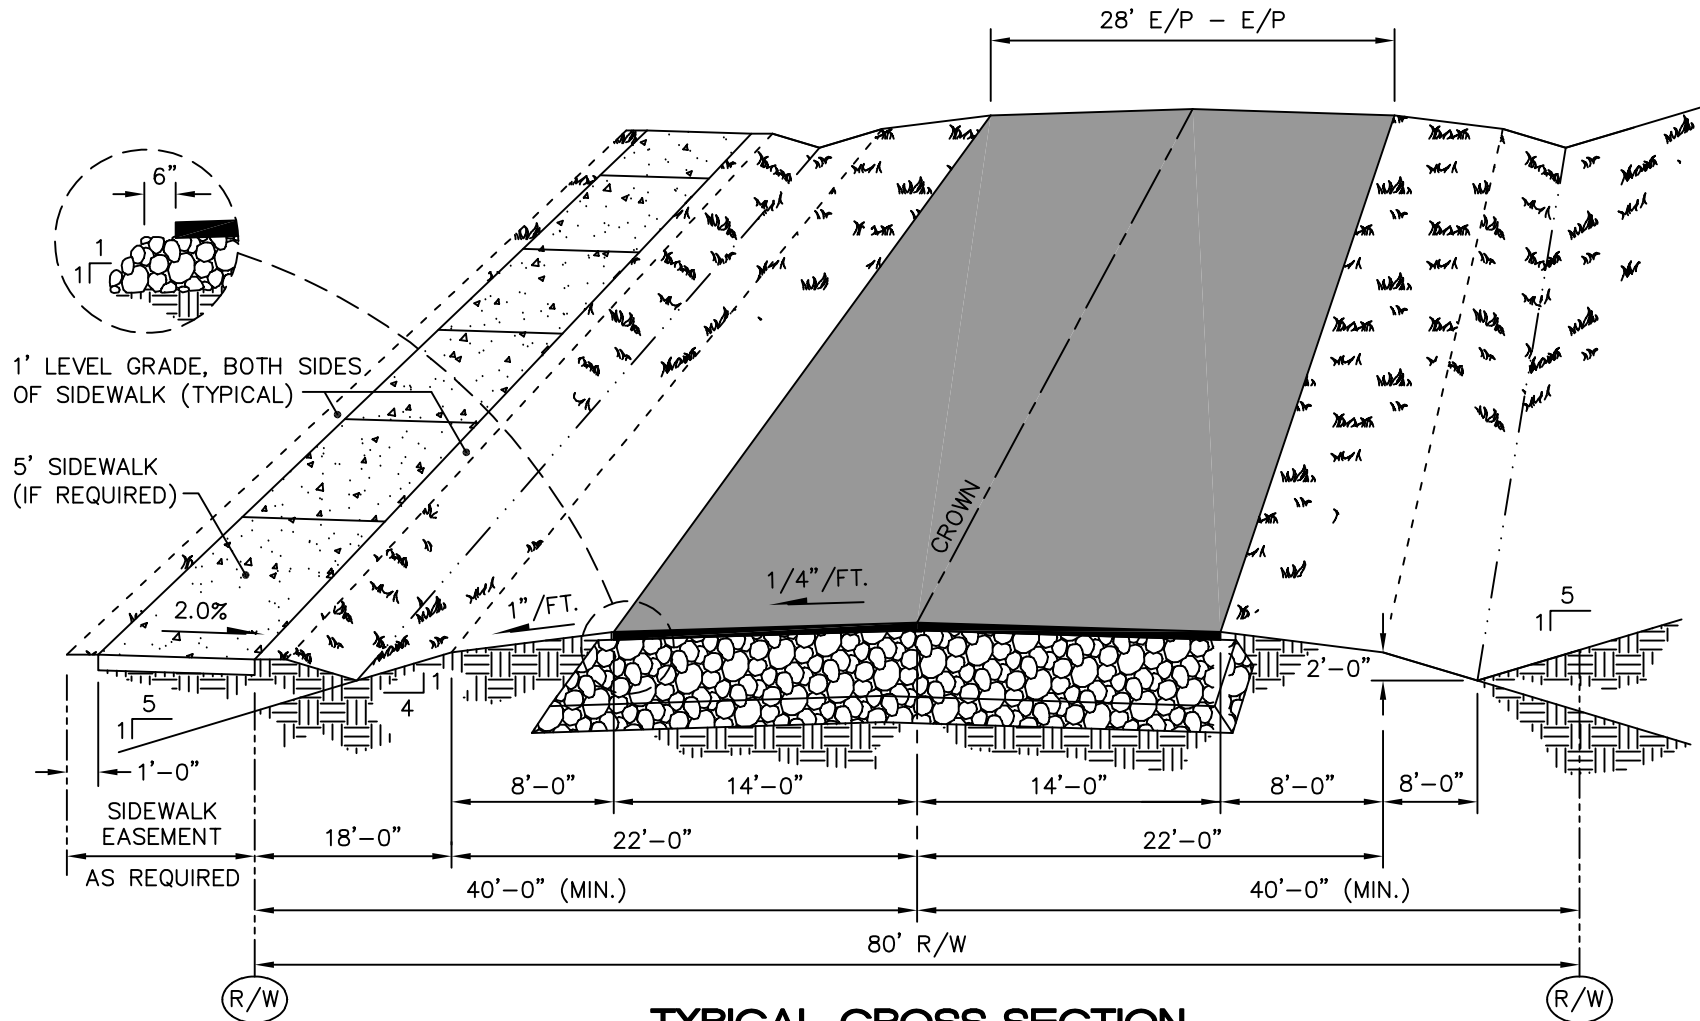 28' E/P - E/P
6"
1
1
1' LEVEL GRADE, BOTH SIDES
OF SIDEWALK (TYPICAL)
5' SIDEWALK
(IF REQUIRED)
CROWN
1/4"/FT.
1"/FT.
2.0%
5
1
2'-0"
1
4
5
1
1'-0"
8'-0"
14'-0"
14'-0"
8'-0"
8'-0"
SIDEWALK
EASEMENT
AS REQUIRED
18'-0"
22'-0"
22'-0"
40'-0" (MIN.)
40'-0" (MIN.)
80' R/W
R/W
R/W
TYPICAL CROSS SECTION